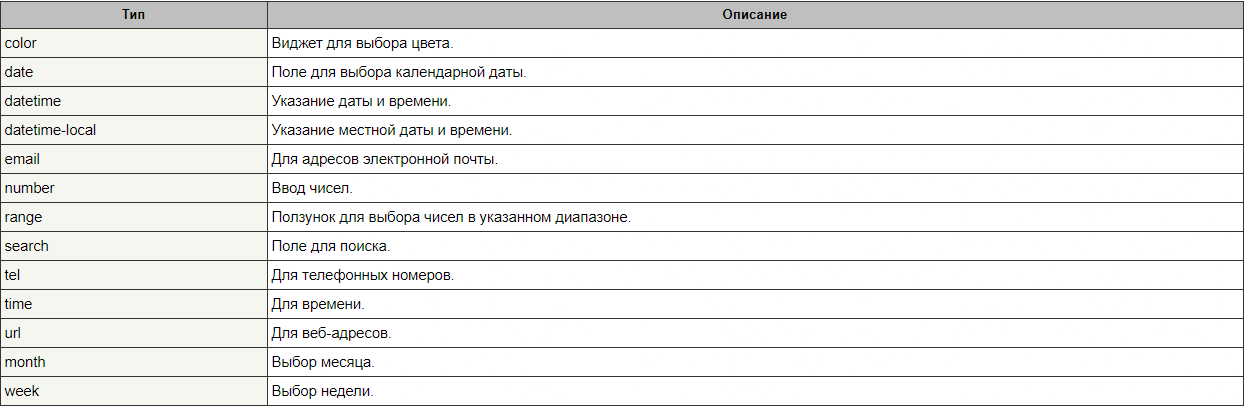 Тип Описание
color Виджет для выбора цвета.
date Поле для выбора календарной даты.
datetime Указание даты и времени.
datetime-local Указание местной даты и времени.
email Для адресов электронной почты.
number Ввод чисел.
range Ползунок для выбора чисел в указанном диапазоне.
search Поле для поиска.
tel Для телефонных номеров.
time Для времени.
url Для веб-адресов.
month Выбор месяца.
week Выбор недели.